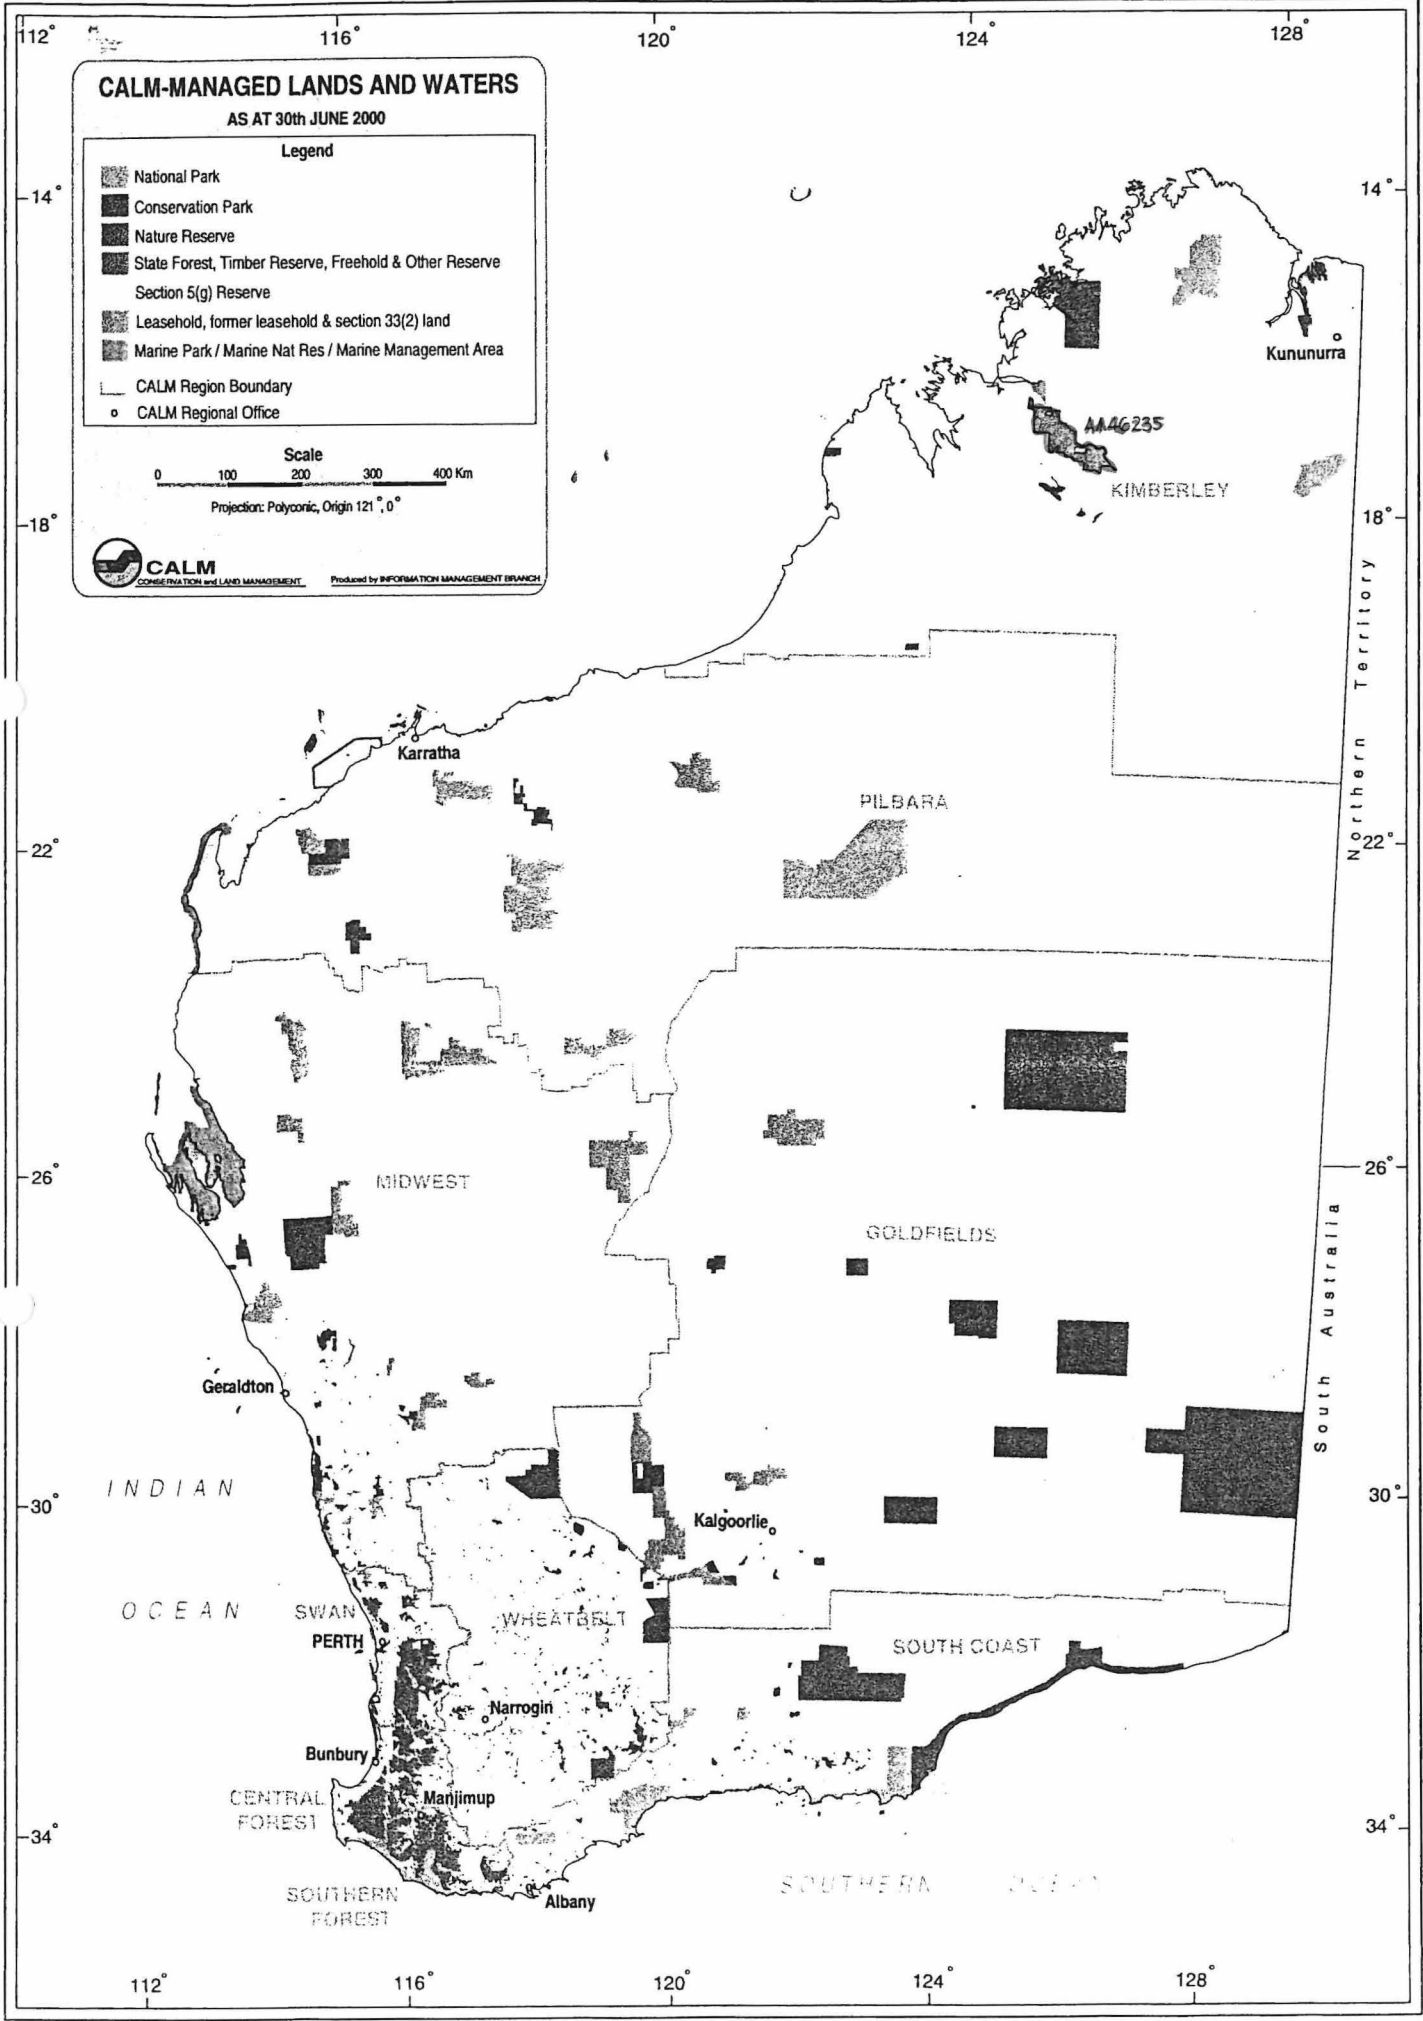 112° 116° 120° 124° 128°
CALM-MANAGED LANDS AND WATERS
AS AT 30th JUNE 2000
Legend
National Park
Conservation Park
Nature Reserve
State Forest, Timber Reserve, Freehold & Other Reserve
Section 5(g) Reserve
Leasehold, former leasehold & section 33(2) land
Marine Park / Marine Nat Res / Marine Management Area
CALM Region Boundary
CALM Regional Office
Scale
0 100 200 300 400 Km
Projection: Polyconic, Origin 121°, 0°
CALM
CONSERVATION and LAND MANAGEMENT
Produced by INFORMATION MANAGEMENT BRANCH
14° 14°
Kununurra
AAA6235
KIMBERLEY
18° 18°
Northern Territory
Karratha
PILBARA
22° 22°
26° 26°
MIDWEST
GOLDFIELDS
South Australia
Geraldton
INDIAN
30° 30°
Kalgoorlie
OCEAN
SWAN
WHEATBELT
PERTH
SOUTH COAST
Narrogin
Bunbury
CENTRAL
FOREST
Manjimup
34° 34°
SOUTHERN
FOREST
Albany
SOUTHERN OCEAN
112° 116° 120° 124° 128°